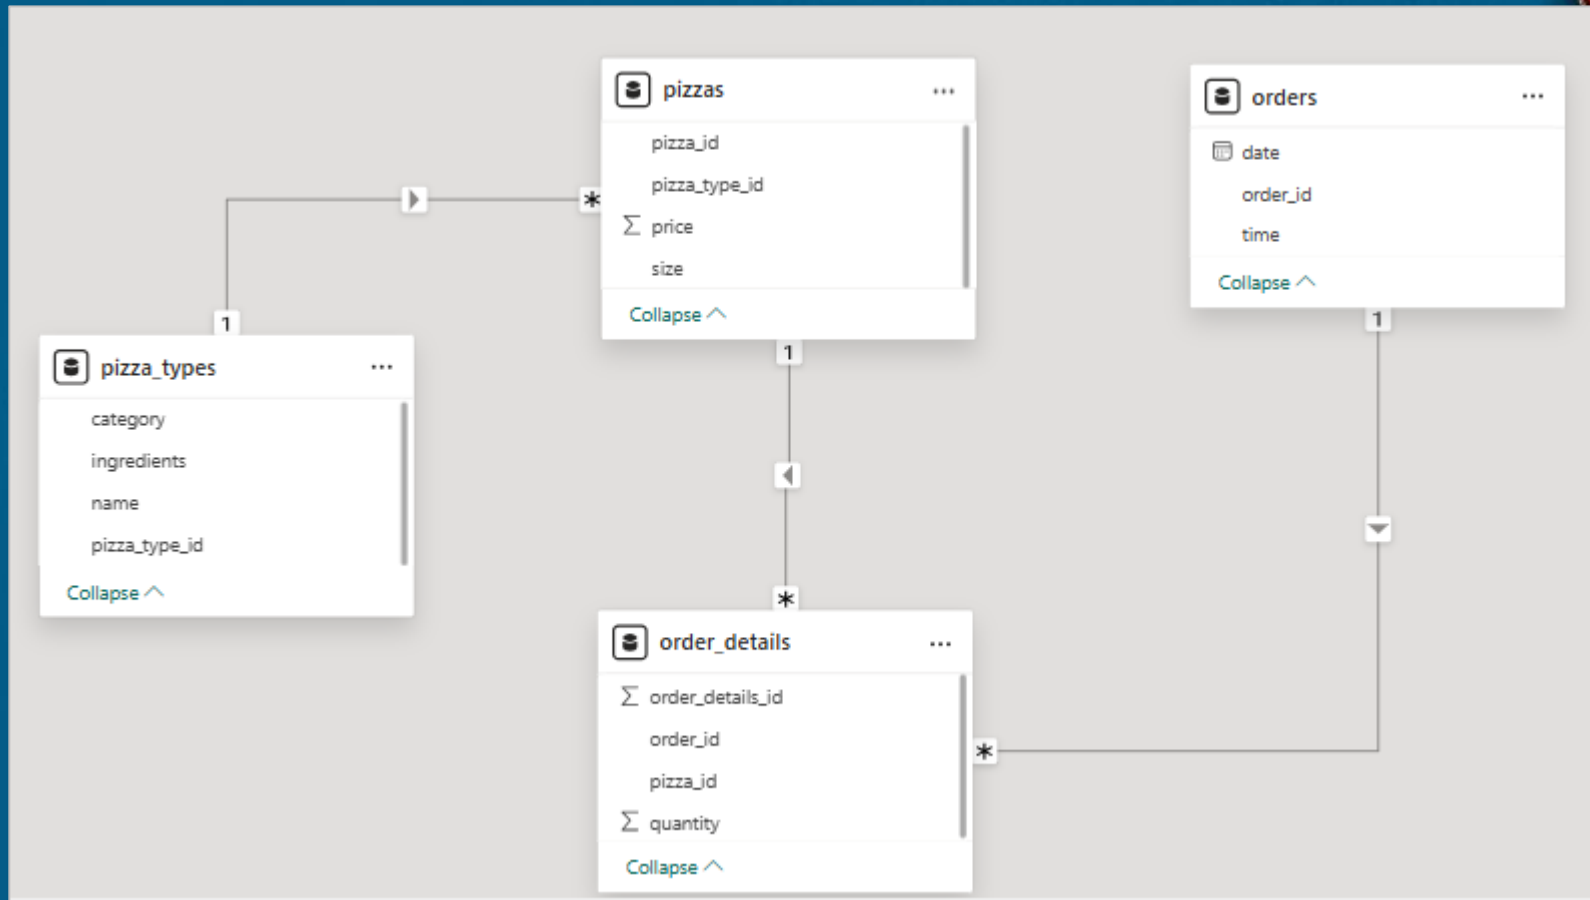 pizzas
...
pizza_id
pizza_type_id
Σ price
size
Collapse
orders
...
date
order_id
time
Collapse
*
1
1
1
pizza_types
...
category
ingredients
name
pizza_type_id
Collapse
*
order_details
...
Σ order_details_id
order_id
pizza_id
Σ quantity
Collapse
*